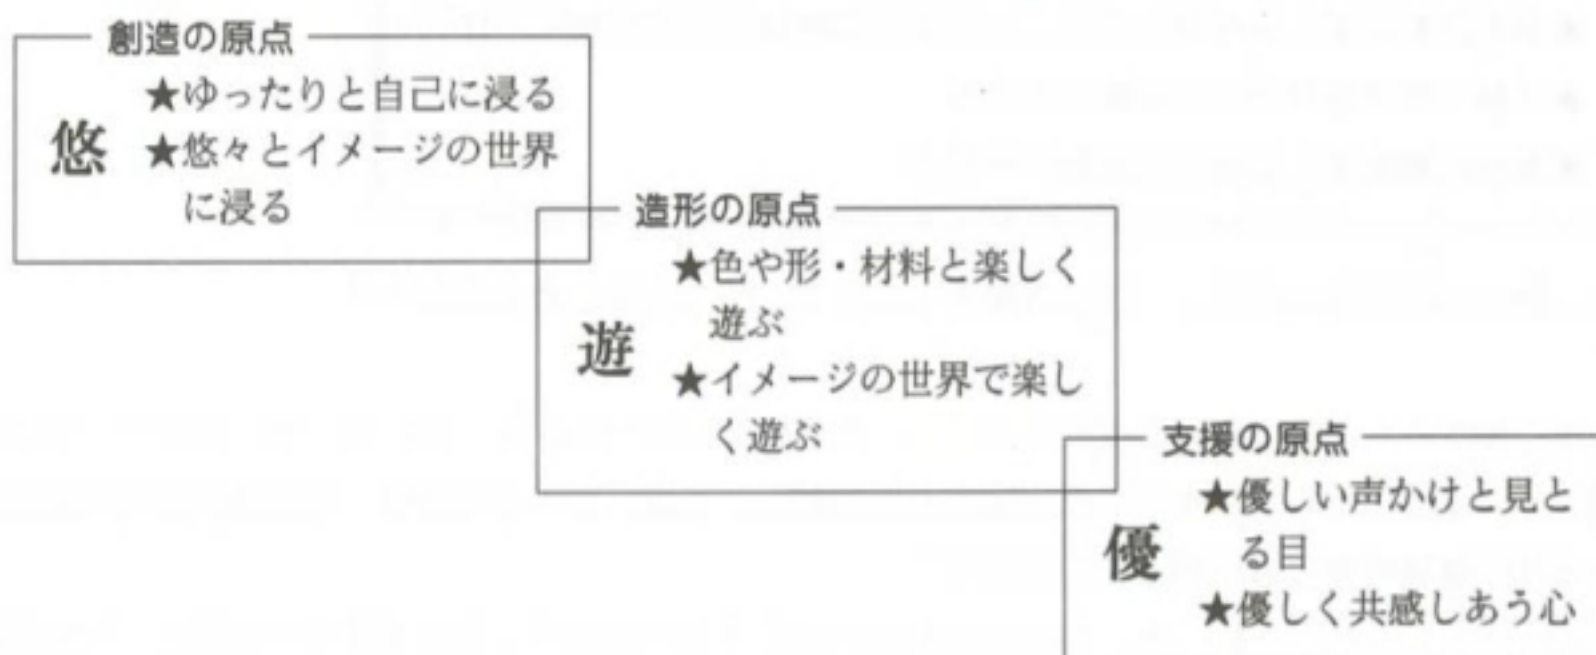 創造の原点
★ゆったりと自己に浸る
悠
★悠々とイメージの世界
に浸る
造形の原点
★色や形・材料と楽しく
遊ぶ
遊
★イメージの世界で楽し
く遊ぶ
支援の原点
★優しい声かけと見と
る目
優
★優しく共感しあう心